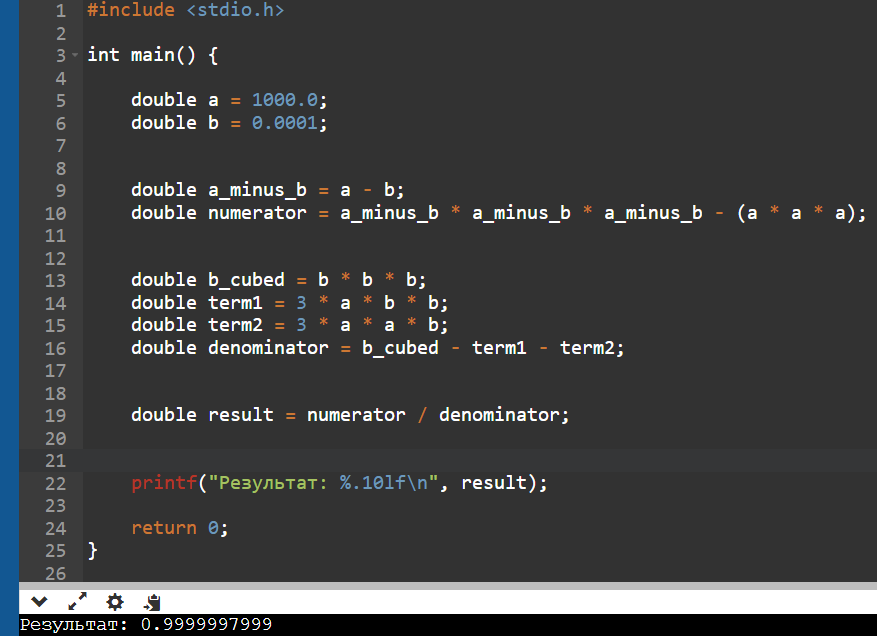 1 #include <stdio.h>
2
3 int main() {
4
5     double a = 1000.0;
6     double b = 0.0001;
7
8
9     double a_minus_b = a - b;
10     double numerator = a_minus_b * a_minus_b * a_minus_b - (a * a * a);
11
12
13     double b_cubed = b * b * b;
14     double term1 = 3 * a * b * b;
15     double term2 = 3 * a * a * b;
16     double denominator = b_cubed - term1 - term2;
17
18
19     double result = numerator / denominator;
20
21
22     printf("Результат: %.10lf\n", result);
23
24     return 0;
25 }
26
Результат: 0.9999997999